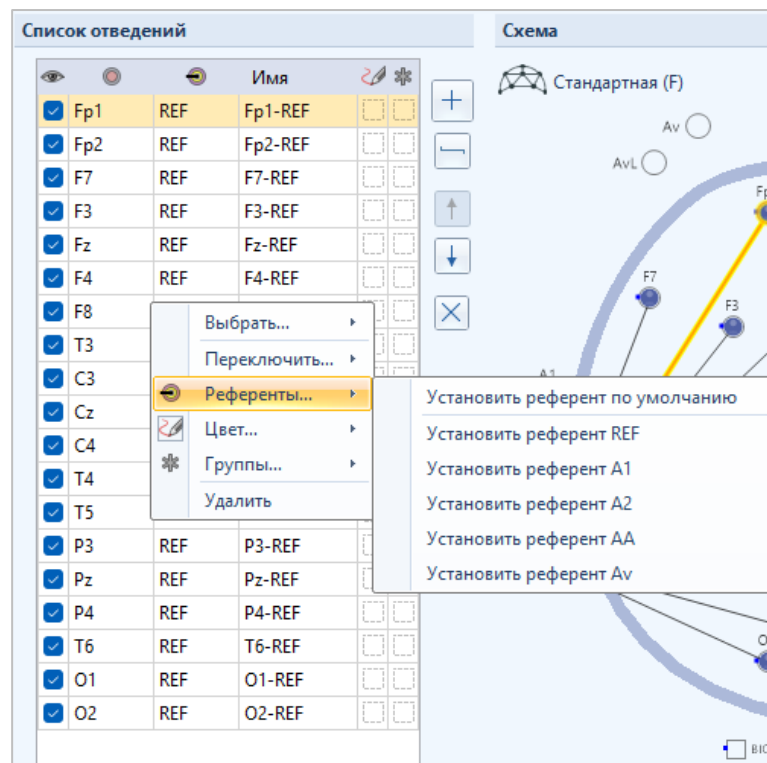 Список отведений
Схема
Имя
Стандартная (F)
Fp1 REF Fp1-REF
Av
Fp2 REF Fp2-REF
AvL
F7 REF F7-REF
F3 REF F3-REF
Fz REF Fz-REF
F4 REF F4-REF
F7
F8
F3
Выбрать...
T3
Переключить...
C3
A1
Референты...
Установить референт по умолчанию
Cz
Цвет...
Установить референт REF
C4
Группы...
Установить референт A1
T4
Удалить
Установить референт A2
T5
P3 REF P3-REF
Установить референт AA
Pz REF Pz-REF
Установить референт Av
P4 REF P4-REF
T6 REF T6-REF
O1 REF O1-REF
O2 REF O2-REF